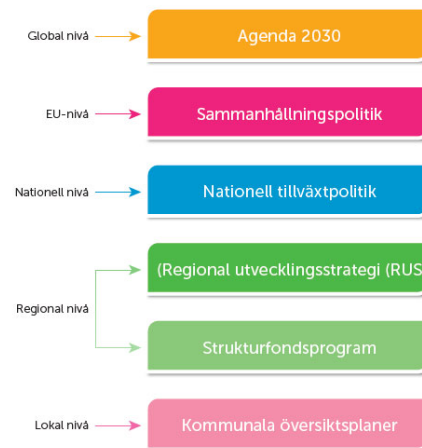 Global nivå
Agenda 2030
EU-nivå
Sammanhållningspolitik
Nationell nivå
Nationell tillväxtpolitik
(Regional utvecklingsstrategi (RUS
Regional nivå
Strukturfondsprogram
Lokal nivå
Kommunala översiktsplaner